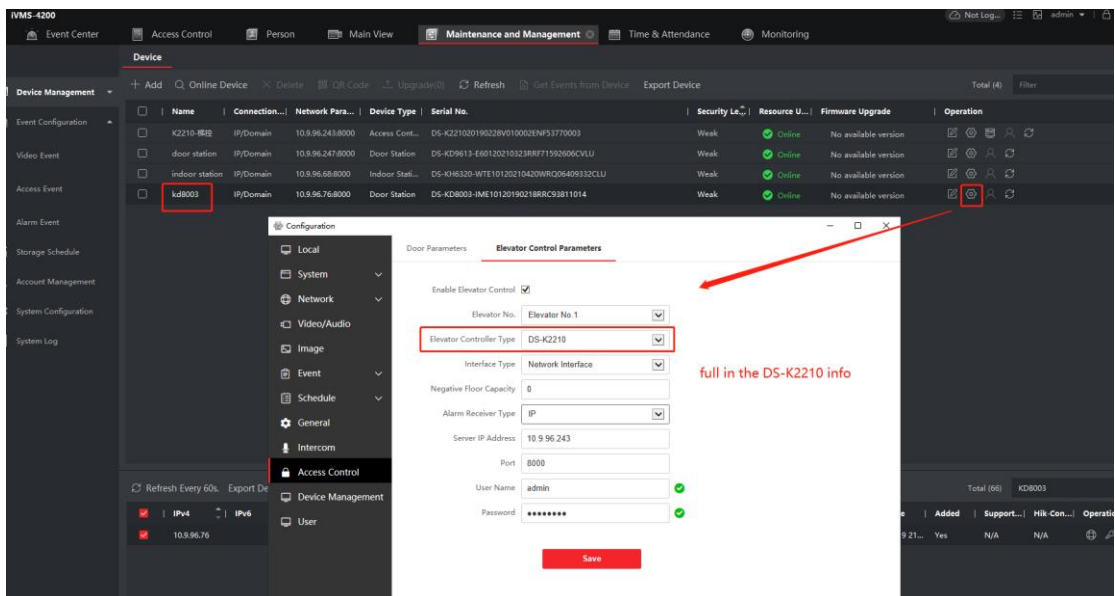 iVMS-4200
Not Log... admin
Event Center Access Control Person Main View Maintenance and Management Time & Attendance Monitoring
Device
Device Management
+ Add Online Device Delete QR Code Upgrade(0) Refresh Get Events from Device Export Device Total (4) Filter
Name Connection... Network Para... Device Type Serial No. Security Le... Resource U... Firmware Upgrade Operation
Event Configuration
K2210-梯控 IP/Domain 10.9.96.243:8000 Access Cont... DS-K221020190228V010002ENF53770003 Weak Online No available version
Video Event
door station IP/Domain 10.9.96.247:8000 Door Station DS-KD9613-E60120210323RRF71592606CVLU Weak Online No available version
indoor station IP/Domain 10.9.96.68:8000 Indoor Stati... DS-KH6320-WTE10120210420WRQ06409332CLU Weak Online No available version
Access Event
kd8003 IP/Domain 10.9.96.76:8000 Door Station DS-KD8003-IME10120190218RRC93811014 Weak Online No available version
Alarm Event
Storage Schedule
Account Management
System Configuration
System Log
Configuration
Local
System
Network
Video/Audio
Image
Event
Schedule
General
Intercom
Access Control
Device Management
User
Door Parameters Elevator Control Parameters
Enable Elevator Control
Elevator No. Elevator No.1
Elevator Controller Type DS-K2210
Interface Type Network Interface
Negative Floor Capacity 0
Alarm Receiver Type IP
Server IP Address 10.9.96.243
Port 8000
User Name admin
Password ●●●●●●●●
Save
full in the DS-K2210 info
Refresh Every 60s. Export De Total (66) KD8003
IPv4 IPv6 e Added Support... Hik-Con... Operatio
10.9.96.76 9 21... Yes N/A N/A